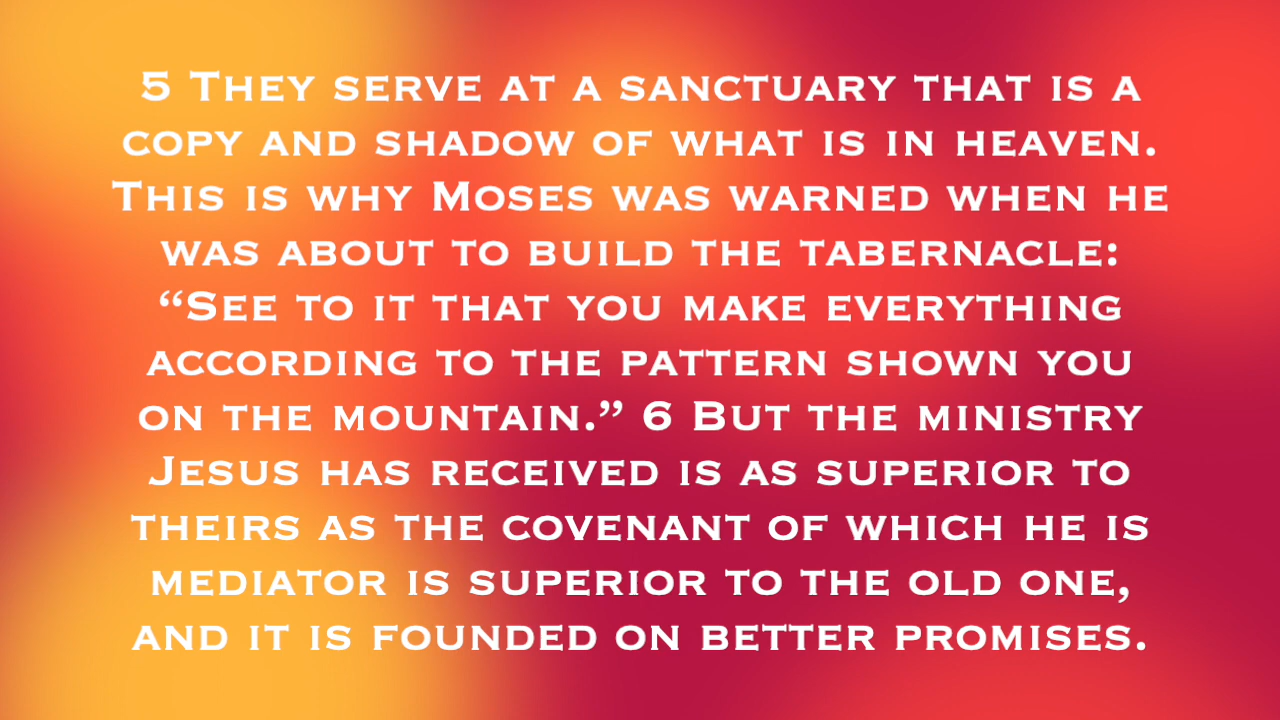 5 They serve at a sanctuary that is a
copy and shadow of what is in heaven.
This is why Moses was warned when he
was about to build the tabernacle:
“See to it that you make everything
according to the pattern shown you
on the mountain.” 6 But the ministry
Jesus has received is as superior to
theirs as the covenant of which he is
mediator is superior to the old one,
and it is founded on better promises.